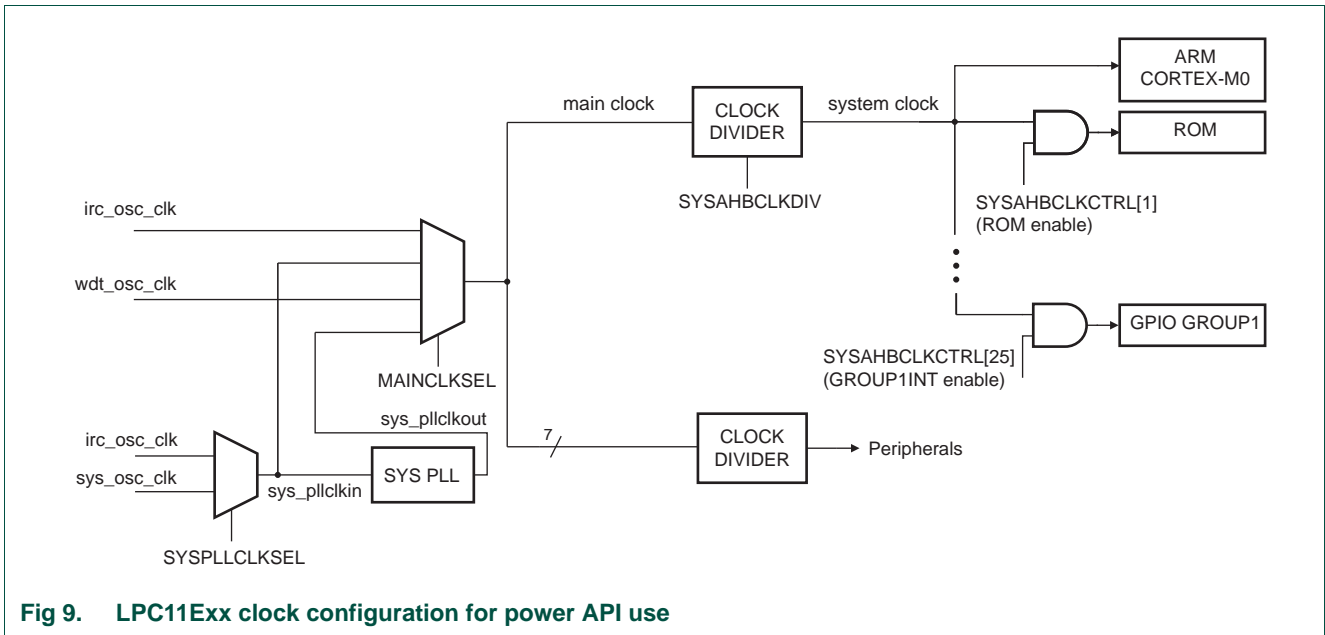 ARM
CORTEX-M0
main clock
CLOCK
DIVIDER
system clock
ROM
SYSAHBCLKDIV
SYSAHBCLKCTRL[1]
(ROM enable)
irc_osc_clk
wdt_osc_clk
GPIO GROUP1
SYSAHBCLKCTRL[25]
(GROUP1INT enable)
MAINCLKSEL
sys_pllclkout
irc_osc_clk
sys_osc_clk
sys_pllclkin
SYS PLL
7
CLOCK
DIVIDER
Peripherals
SYSPLLCLKSEL
Fig 9. LPC11Exx clock configuration for power API use